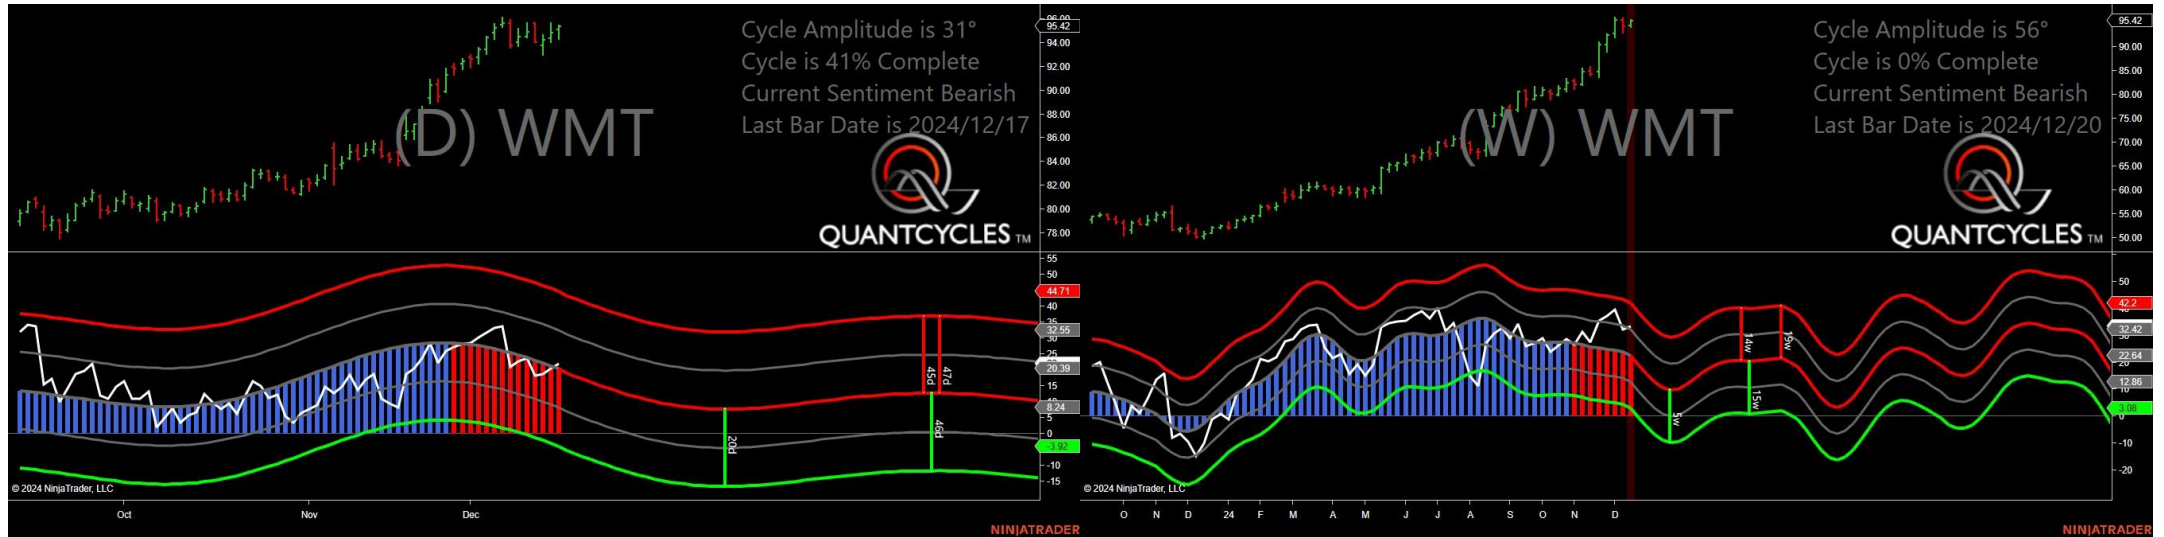 Cycle Amplitude is 31°
Cycle is 41% Complete
Current Sentiment Bearish
Last Bar Date is 2024/12/17
(D) WMT
QUANTCYCLES TM
96.00
95.42
94.00
92.00
90.00
88.00
86.00
84.00
82.00
80.00
78.00
55
50
44.71
40
35
32.55
30
25
20.39
15
10
8.24
5
0
-3.92
-10
-15
20d
45d
47d
46d
© 2024 NinjaTrader, LLC
Oct
Nov
Dec
NINJATRADER
Cycle Amplitude is 56°
Cycle is 0% Complete
Current Sentiment Bearish
Last Bar Date is 2024/12/20
(W) WMT
QUANTCYCLES TM
95.42
90.00
85.00
80.00
75.00
70.00
65.00
60.00
55.00
50.00
50
42.2
32.42
30
22.64
20
12.86
3.08
0
-10
-20
5w
14w
15w
19w
© 2024 NinjaTrader, LLC
O N D 24 F M A M J J A S O N D
NINJATRADER